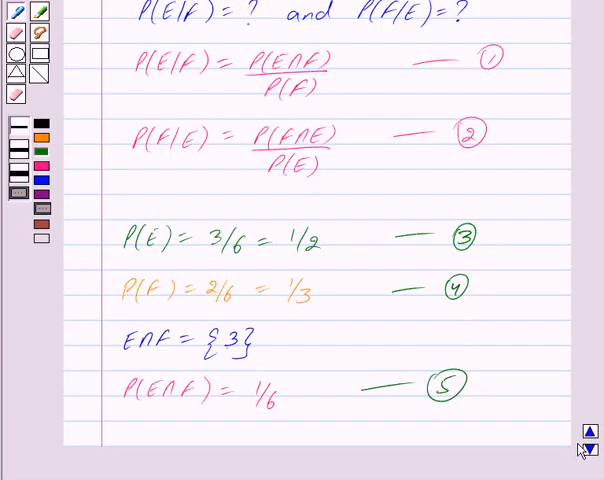 P(E|F) = ? and P(F|E) = ?
P(E|F) = P(E∩F)/P(F) — ①
P(F|E) = P(F∩E)/P(E) — ②
P(E) = 3/6 = 1/2 — ③
P(F) = 2/6 = 1/3 — ④
E∩F = {3}
P(E∩F) = 1/6 — ⑤